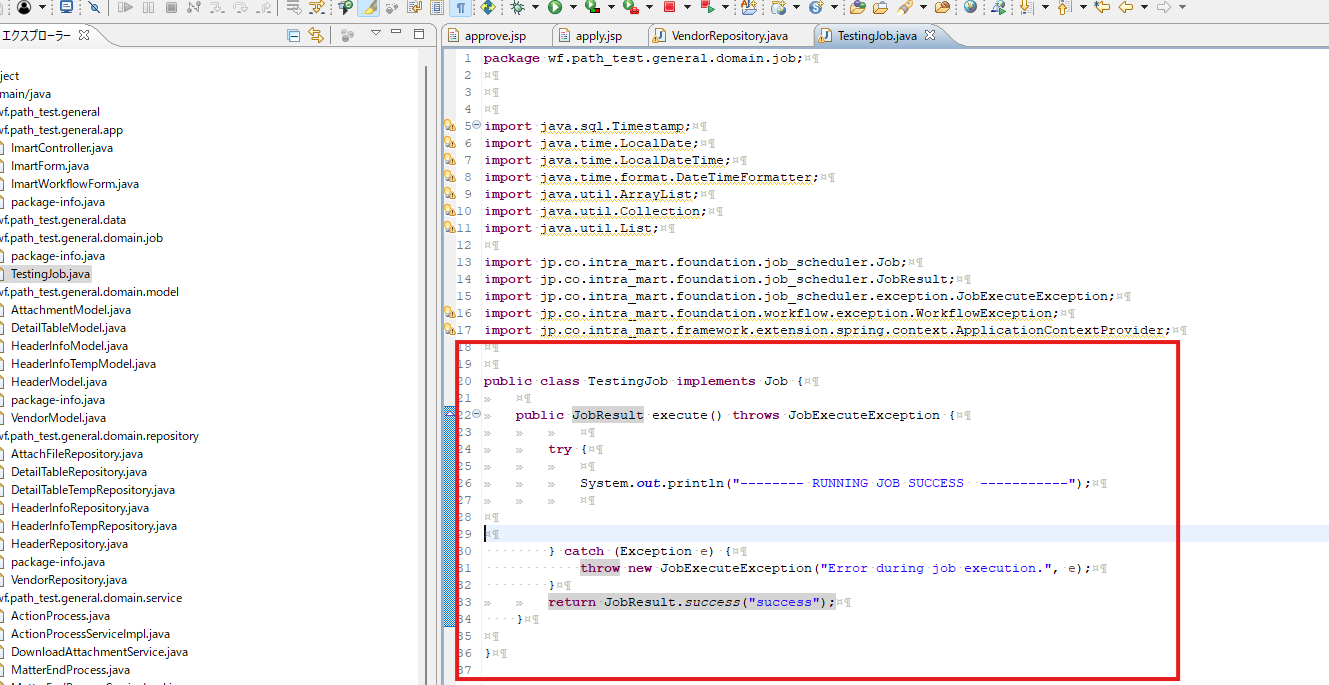 エクスプローラー
ject
main/java
wf.path_test.general
wf.path_test.general.app
ImartController.java
ImartForm.java
ImartWorkflowForm.java
package-info.java
wf.path_test.general.data
wf.path_test.general.domain.job
package-info.java
TestingJob.java
wf.path_test.general.domain.model
AttachmentModel.java
DetailTableModel.java
HeaderInfoModel.java
HeaderInfoTempModel.java
HeaderModel.java
package-info.java
VendorModel.java
wf.path_test.general.domain.repository
AttachFileRepository.java
DetailTableRepository.java
DetailTableTempRepository.java
HeaderInfoRepository.java
HeaderInfoTempRepository.java
HeaderRepository.java
package-info.java
VendorRepository.java
wf.path_test.general.domain.service
ActionProcess.java
ActionProcessServiceImpl.java
DownloadAttachmentService.java
MatterEndProcess.java
approve.jsp
apply.jsp
VendorRepository.java
TestingJob.java
1 package wf.path_test.general.domain.job;
2
3
4
5 import java.sql.Timestamp;
6 import java.time.LocalDate;
7 import java.time.LocalDateTime;
8 import java.time.format.DateTimeFormatter;
9 import java.util.ArrayList;
10 import java.util.Collection;
11 import java.util.List;
12
13 import jp.co.intra_mart.foundation.job_scheduler.Job;
14 import jp.co.intra_mart.foundation.job_scheduler.JobResult;
15 import jp.co.intra_mart.foundation.job_scheduler.exception.JobExecuteException;
16 import jp.co.intra_mart.foundation.workflow.exception.WorkflowException;
17 import jp.co.intra_mart.framework.extension.spring.context.ApplicationContextProvider;
18
19
20 public class TestingJob implements Job {
21
22 public JobResult execute() throws JobExecuteException {
23
24 try {
25
26 System.out.println("-------- RUNNING JOB SUCCESS -----------");
27
28
29
30 } catch (Exception e) {
31 throw new JobExecuteException("Error during job execution.", e);
32 }
33 return JobResult.success("success");
34 }
35
36 }
37